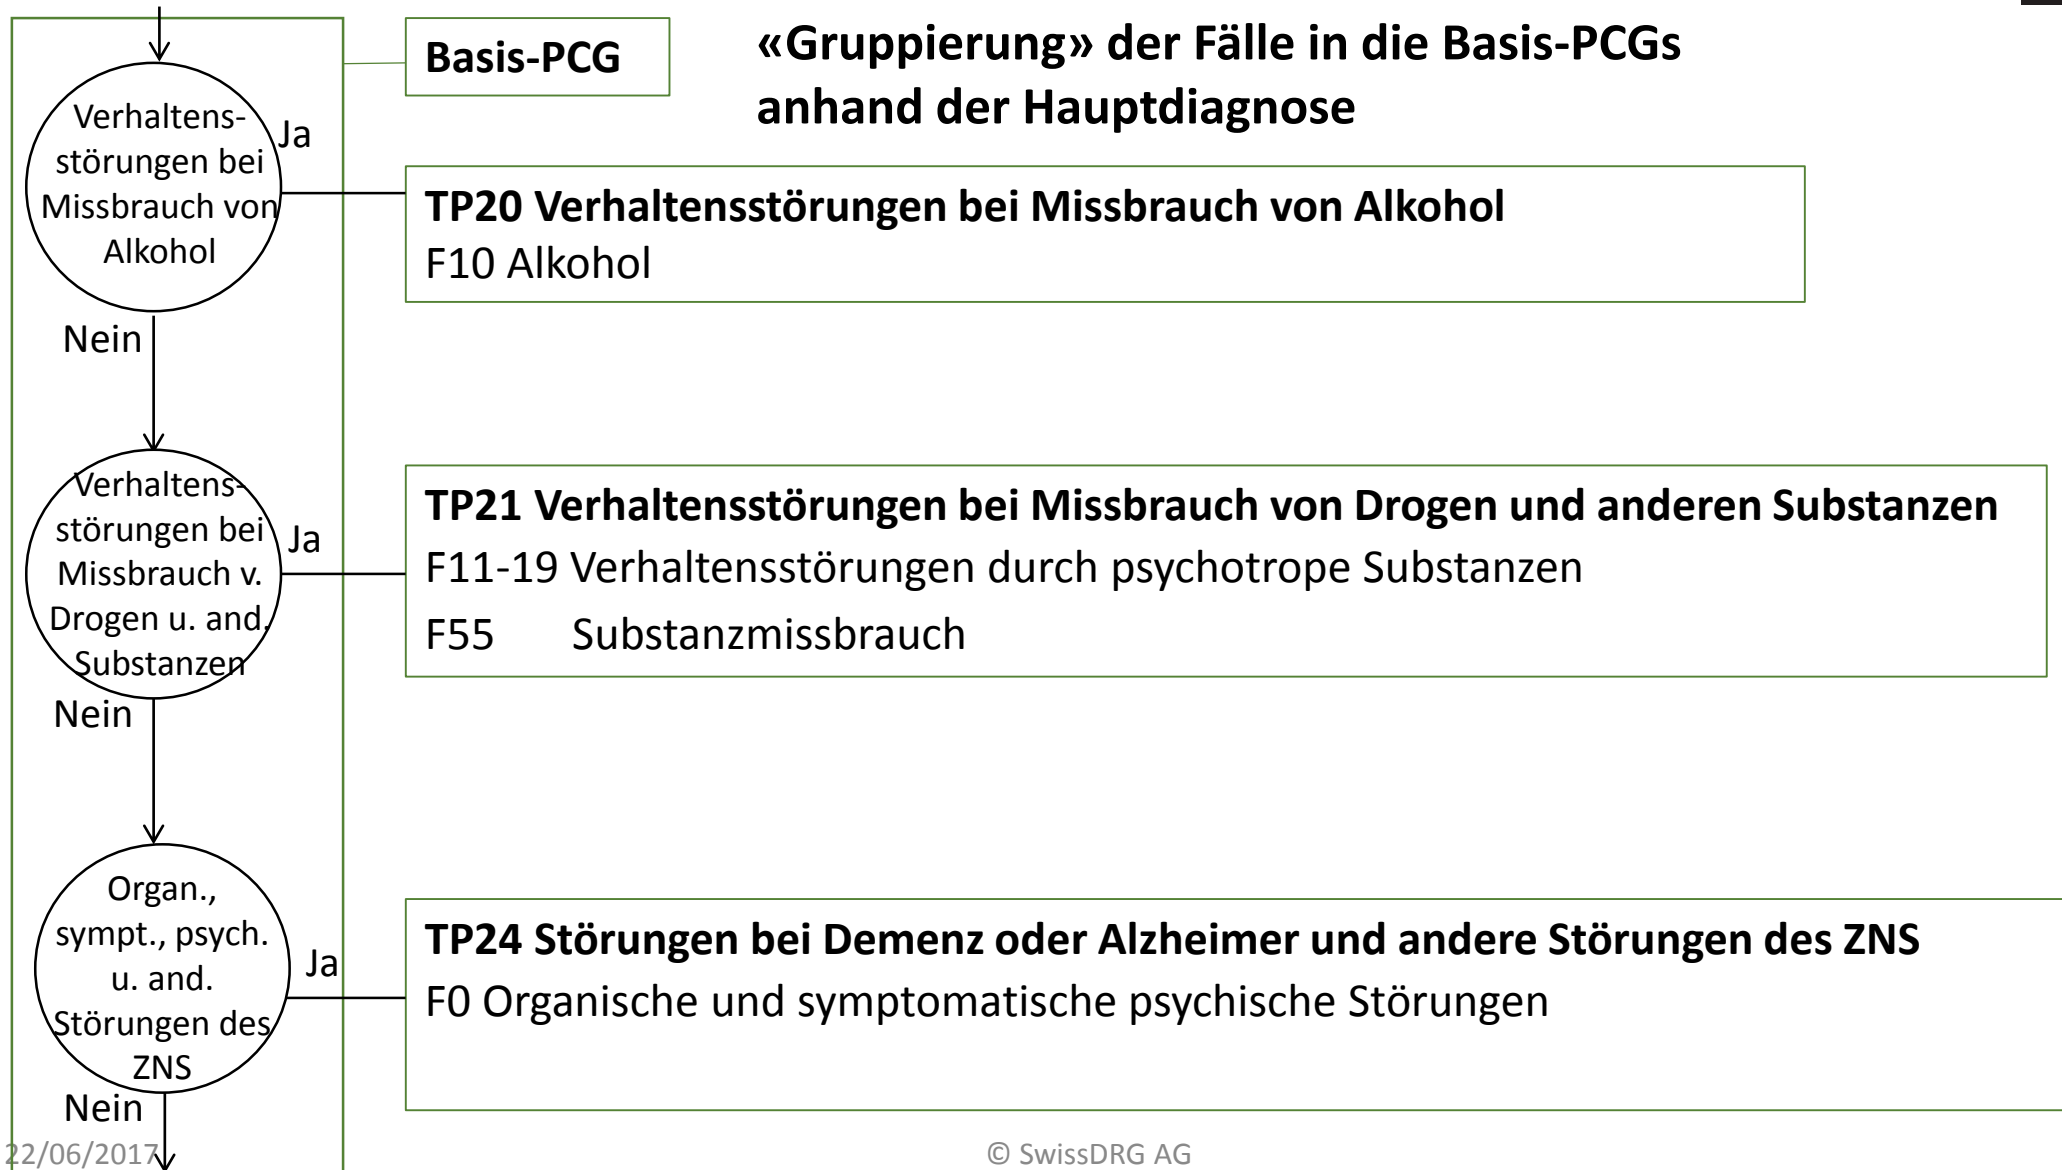 Basis-PCG
«Gruppierung» der Fälle in die Basis-PCGs
anhand der Hauptdiagnose
Verhaltens-
störungen bei
Missbrauch von
Alkohol
Ja
TP20 Verhaltensstörungen bei Missbrauch von Alkohol
F10 Alkohol
Nein
Verhaltens-
störungen bei
Missbrauch v.
Drogen u. and.
Substanzen
Ja
TP21 Verhaltensstörungen bei Missbrauch von Drogen und anderen Substanzen
F11-19 Verhaltensstörungen durch psychotrope Substanzen
F55 Substanzmissbrauch
Nein
Organ.,
sympt., psych.
u. and.
Störungen des
ZNS
Ja
TP24 Störungen bei Demenz oder Alzheimer und andere Störungen des ZNS
F0 Organische und symptomatische psychische Störungen
Nein
22/06/2017
© SwissDRG AG